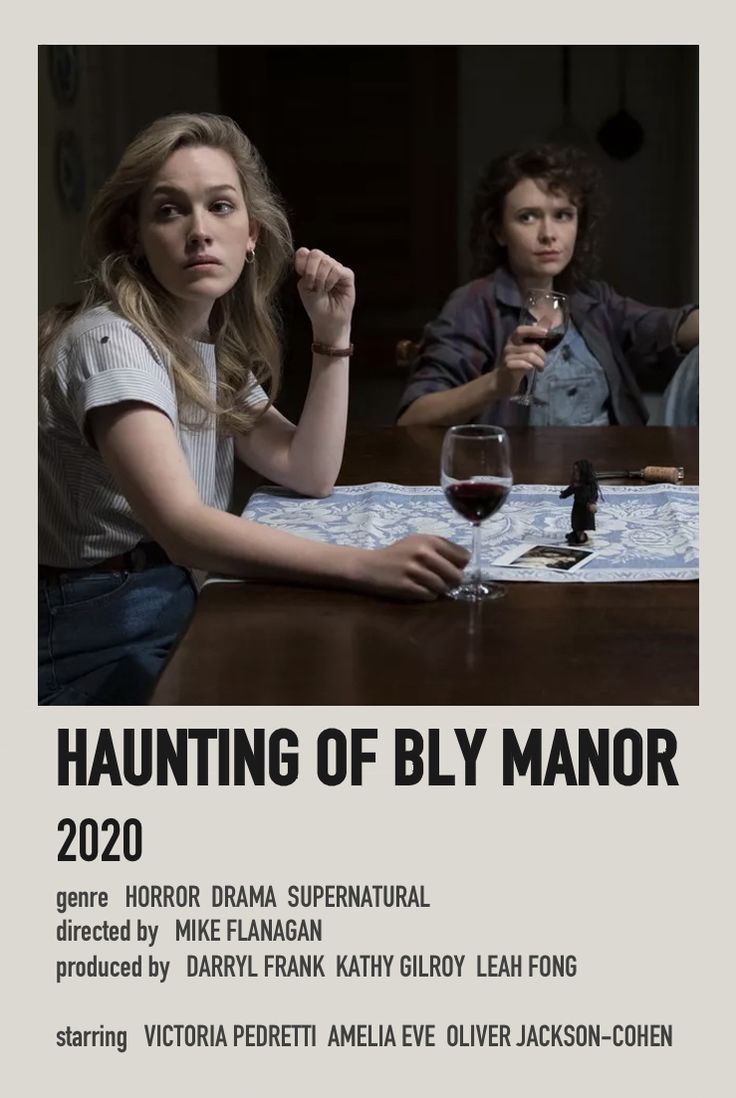 HAUNTING OF BLY MANOR
2020
genre HORROR DRAMA SUPERNATURAL
directed by MIKE FLANAGAN
produced by DARRYL FRANK KATHY GILROY LEAH FONG
starring VICTORIA PEDRETTI AMELIA EVE OLIVER JACKSON-COHEN